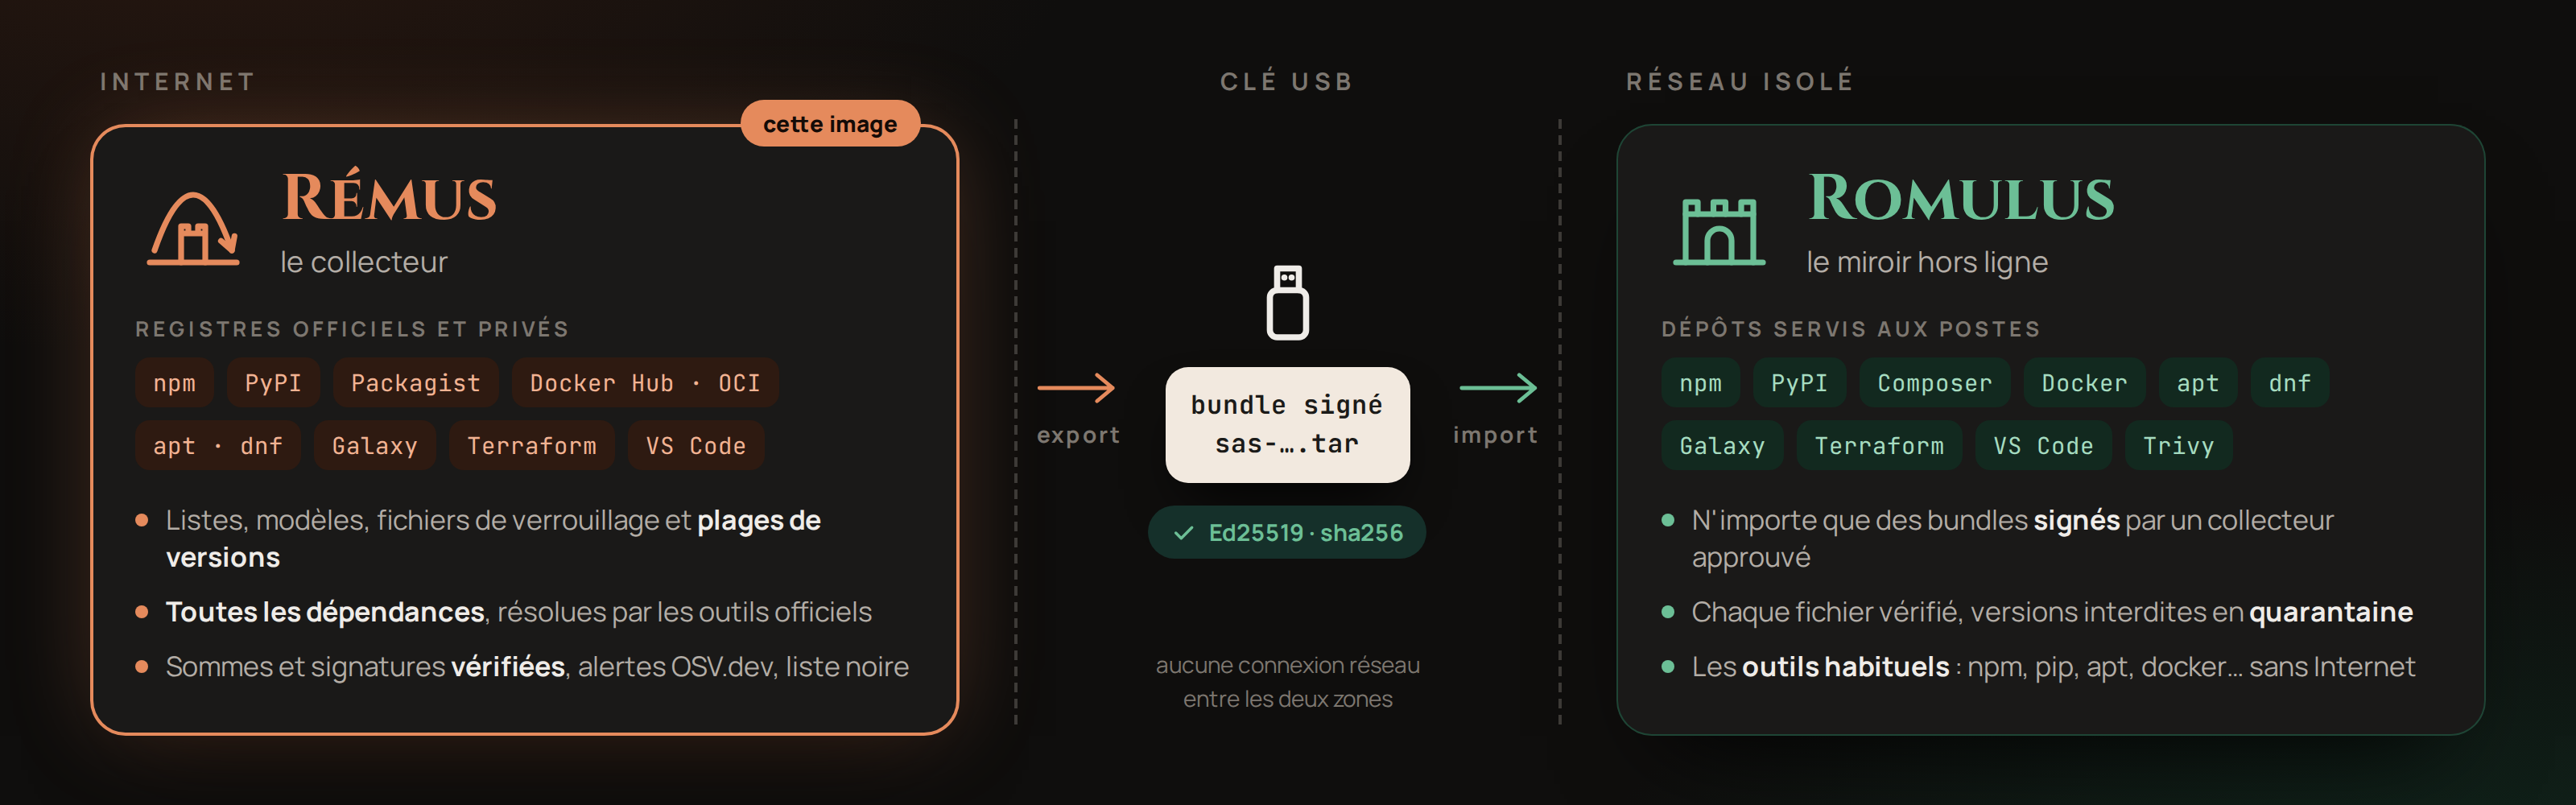 INTERNET
cette image
RÉMUS
le collecteur
REGISTRES OFFICIELS ET PRIVÉS
npm
PyPI
Packagist
Docker Hub · OCI
apt · dnf
Galaxy
Terraform
VS Code
Listes, modèles, fichiers de verrouillage et plages de
versions
Toutes les dépendances, résolues par les outils officiels
Sommes et signatures vérifiées, alertes OSV.dev, liste noire
CLÉ USB
export
bundle signé
sas-….tar
Ed25519 · sha256
import
aucune connexion réseau
entre les deux zones
RÉSEAU ISOLÉ
ROMULUS
le miroir hors ligne
DÉPÔTS SERVIS AUX POSTES
npm
PyPI
Composer
Docker
apt
dnf
Galaxy
Terraform
VS Code
Trivy
N'importe que des bundles signés par un collecteur
approuvé
Chaque fichier vérifié, versions interdites en quarantaine
Les outils habituels : npm, pip, apt, docker… sans Internet